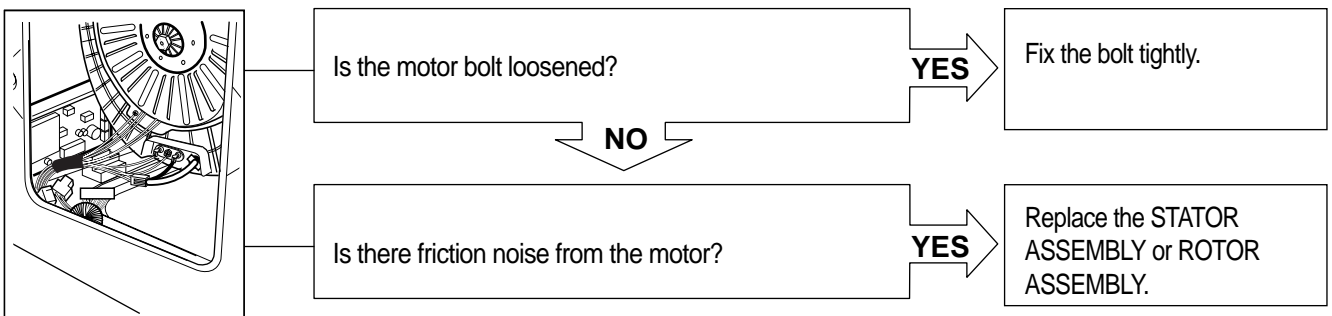 Is the motor bolt loosened?
YES
Fix the bolt tightly.
NO
Is there friction noise from the motor?
YES
Replace the STATOR
ASSEMBLY or ROTOR
ASSEMBLY.